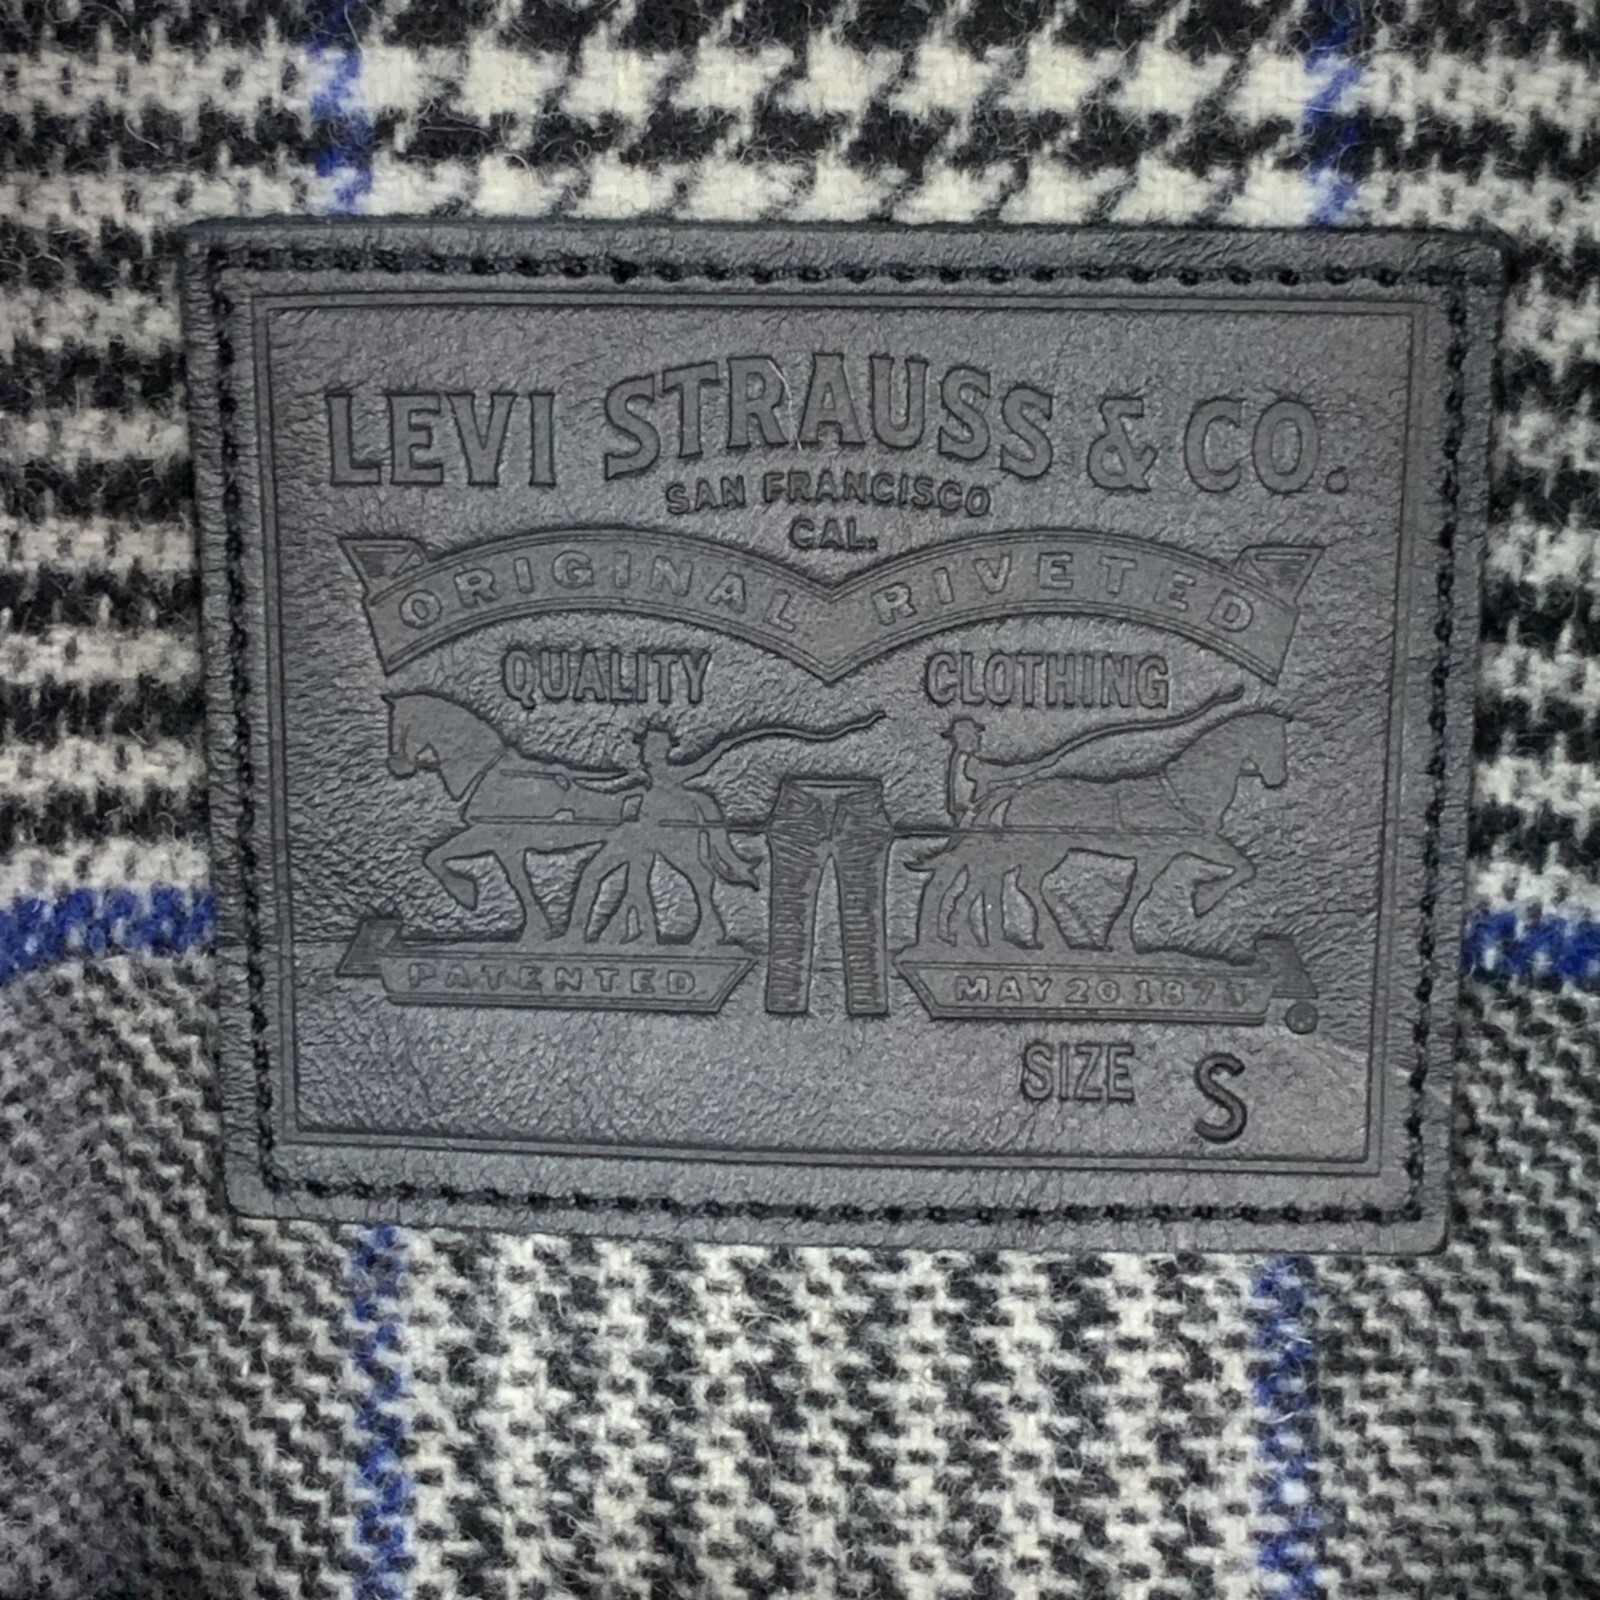 LEVI STRAUSS & CO.
SAN FRANCISCO
CAL.
ORIGINAL RIVETED
QUALITY CLOTHING
PATENTED MAY 20 1873
SIZE S